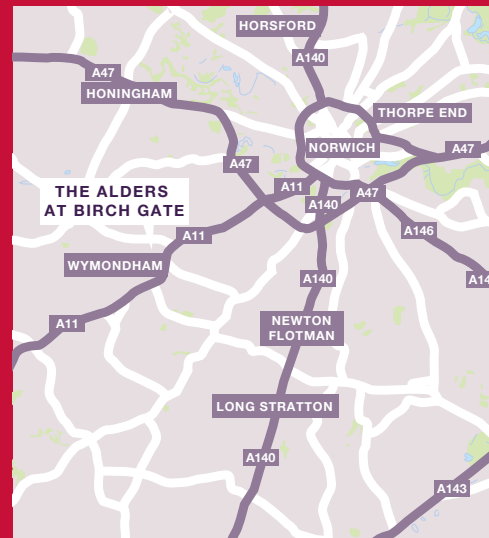 HORSFORD
A140
A47
HONINGHAM
THORPE END
NORWICH
A47
A47
A11
A47
THE ALDERS
AT BIRCH GATE
A140
A146
A11
WYMONDHAM
A140
A14
A11
NEWTON
FLOTMAN
LONG STRATTON
A140
A143